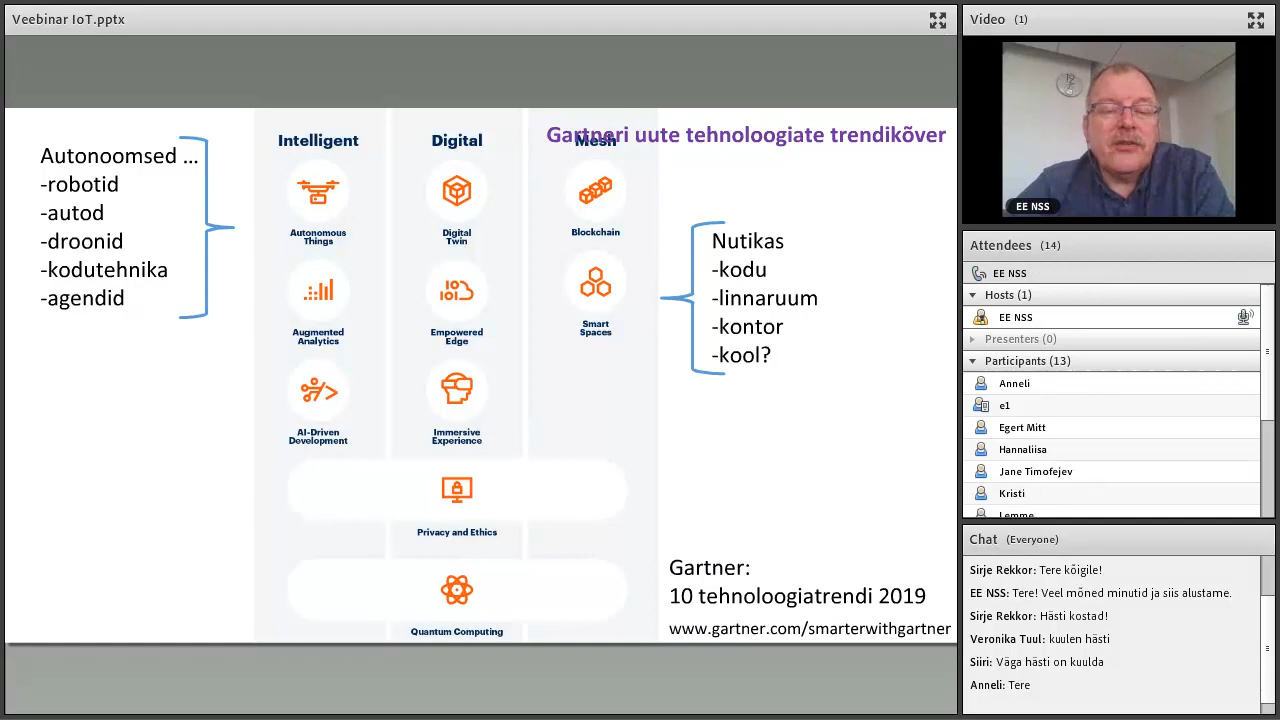 Veebinar IoT.pptx
Autonoomsed ...
-robotid
-autod
-droonid
-kodutehnika
-agendid
Intelligent
Digital
Mesh
Gartneri uute tehnoloogiate trendikõver
Autonomous
Things
Digital
Twin
Blockchain
Augmented
Analytics
Empowered
Edge
Smart
Spaces
AI-Driven
Development
Immersive
Experience
Privacy and Ethics
Quantum Computing
Nutikas
-kodu
-linnaruum
-kontor
-kool?
Gartner:
10 tehnoloogiatrendi 2019
www.gartner.com/smarterwithgartner
Video (1)
EE NSS
Attendees (14)
EE NSS
Hosts (1)
EE NSS
Presenters (0)
Participants (13)
Anneli
e1
Egert Mitt
Hannaliisa
Jane Timofejev
Kristi
Lemme
Chat (Everyone)
Sirje Rekkor: Tere kõigile!
EE NSS: Tere! Veel mõned minutid ja siis alustame.
Sirje Rekkor: Hästi kostad!
Veronika Tuul: kuulen hästi
Siiri: Väga hästi on kuulda
Anneli: Tere